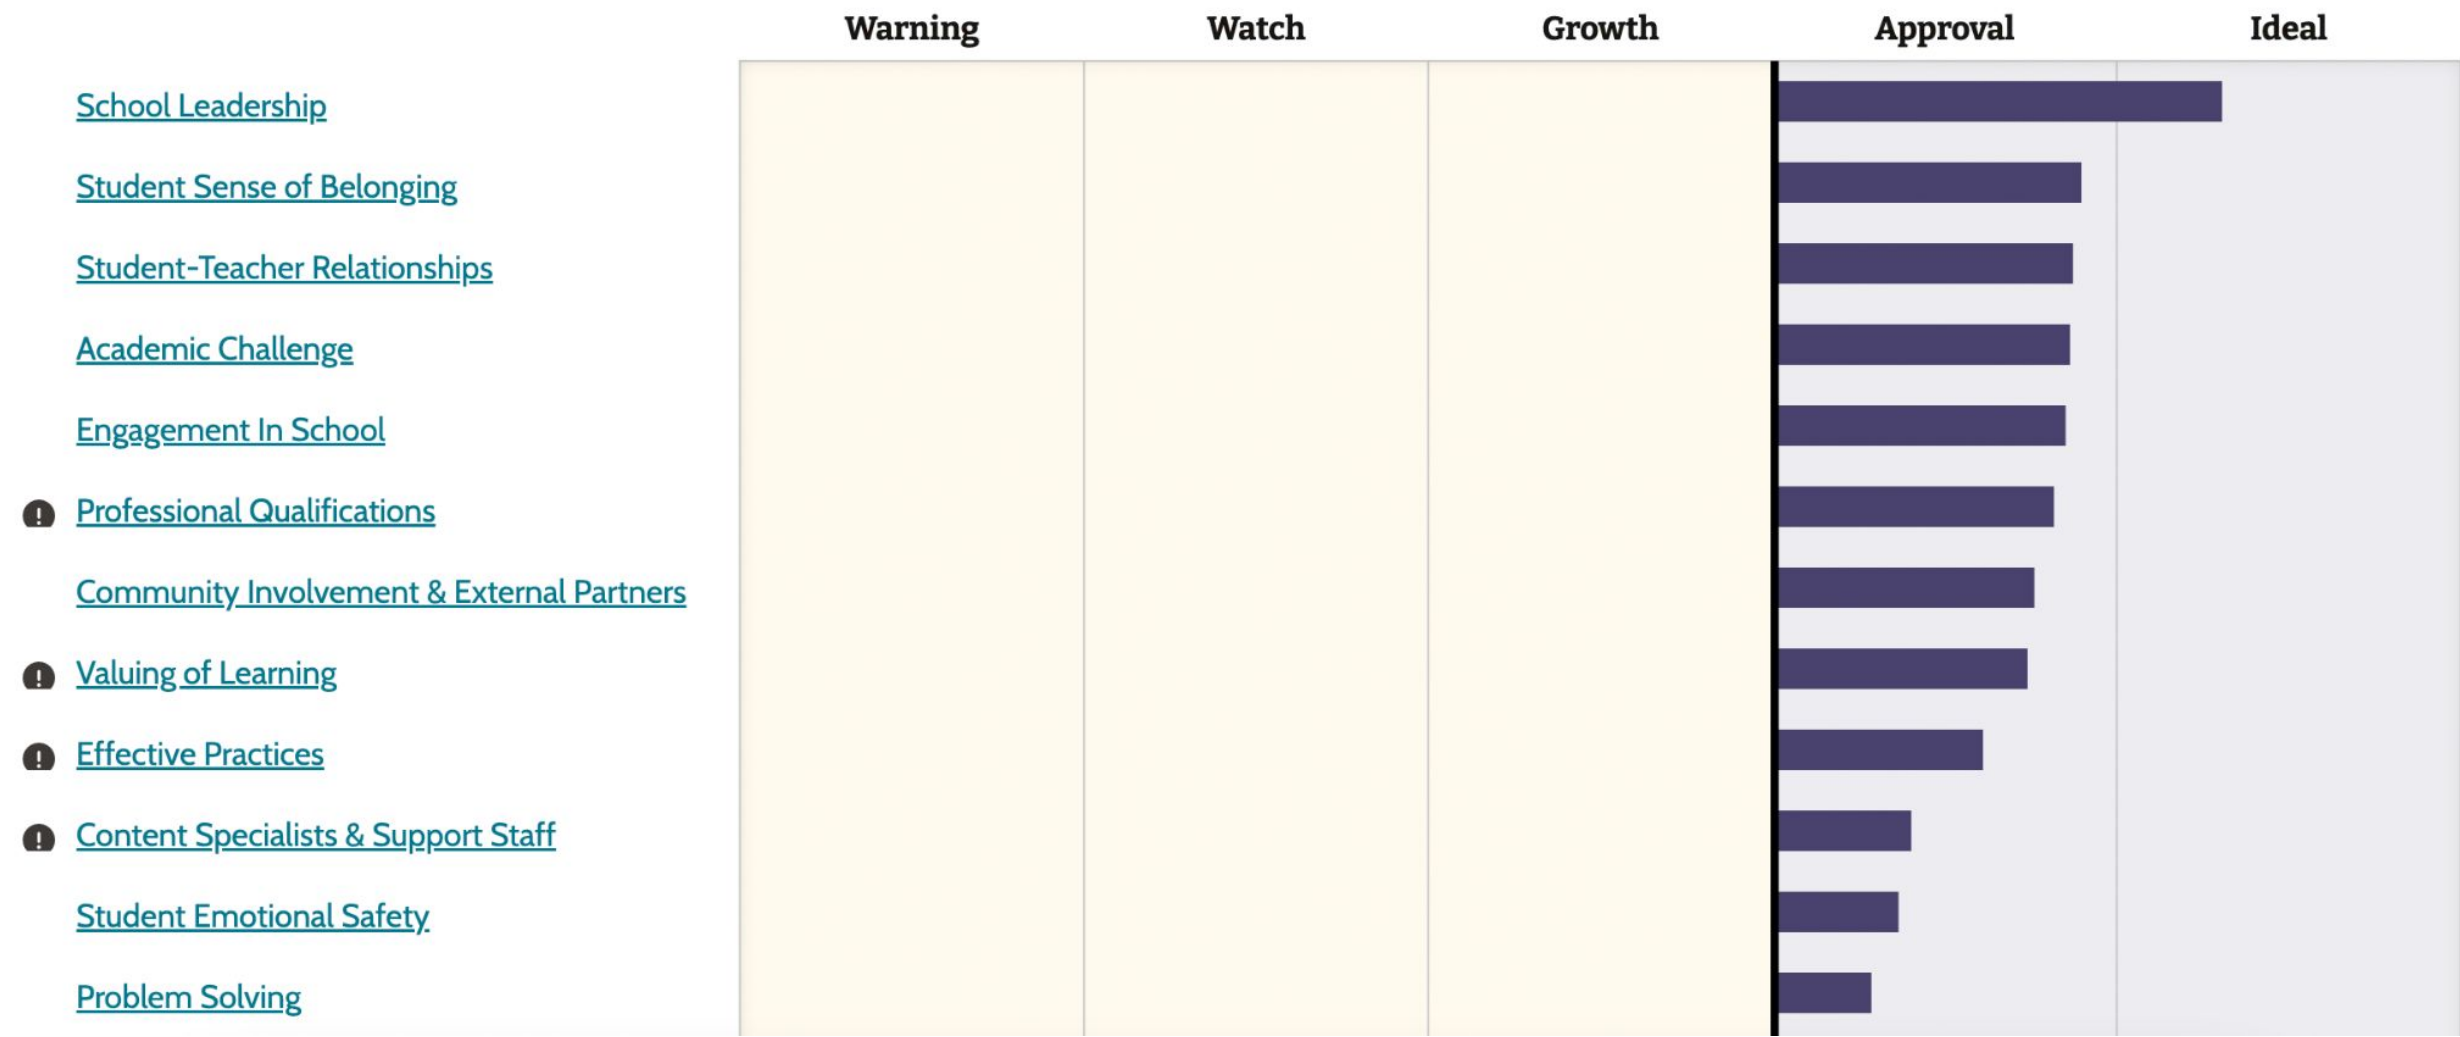 Warning Watch Growth Approval Ideal
School Leadership
Student Sense of Belonging
Student-Teacher Relationships
Academic Challenge
Engagement In School
! Professional Qualifications
Community Involvement & External Partners
! Valuing of Learning
! Effective Practices
! Content Specialists & Support Staff
Student Emotional Safety
Problem Solving